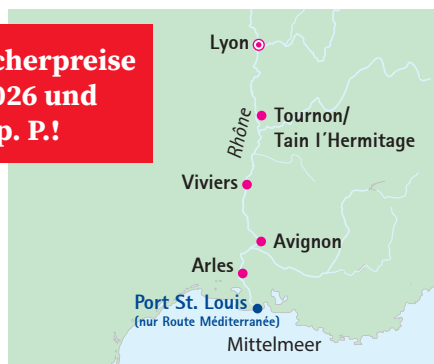 cherpreise
026 und
p. P.!
Lyon
Rhône
Tournon/
Tain l´Hermitage
Viviers
Avignon
Arles
Port St. Louis
(nur Route Méditerranée)
Mittelmeer